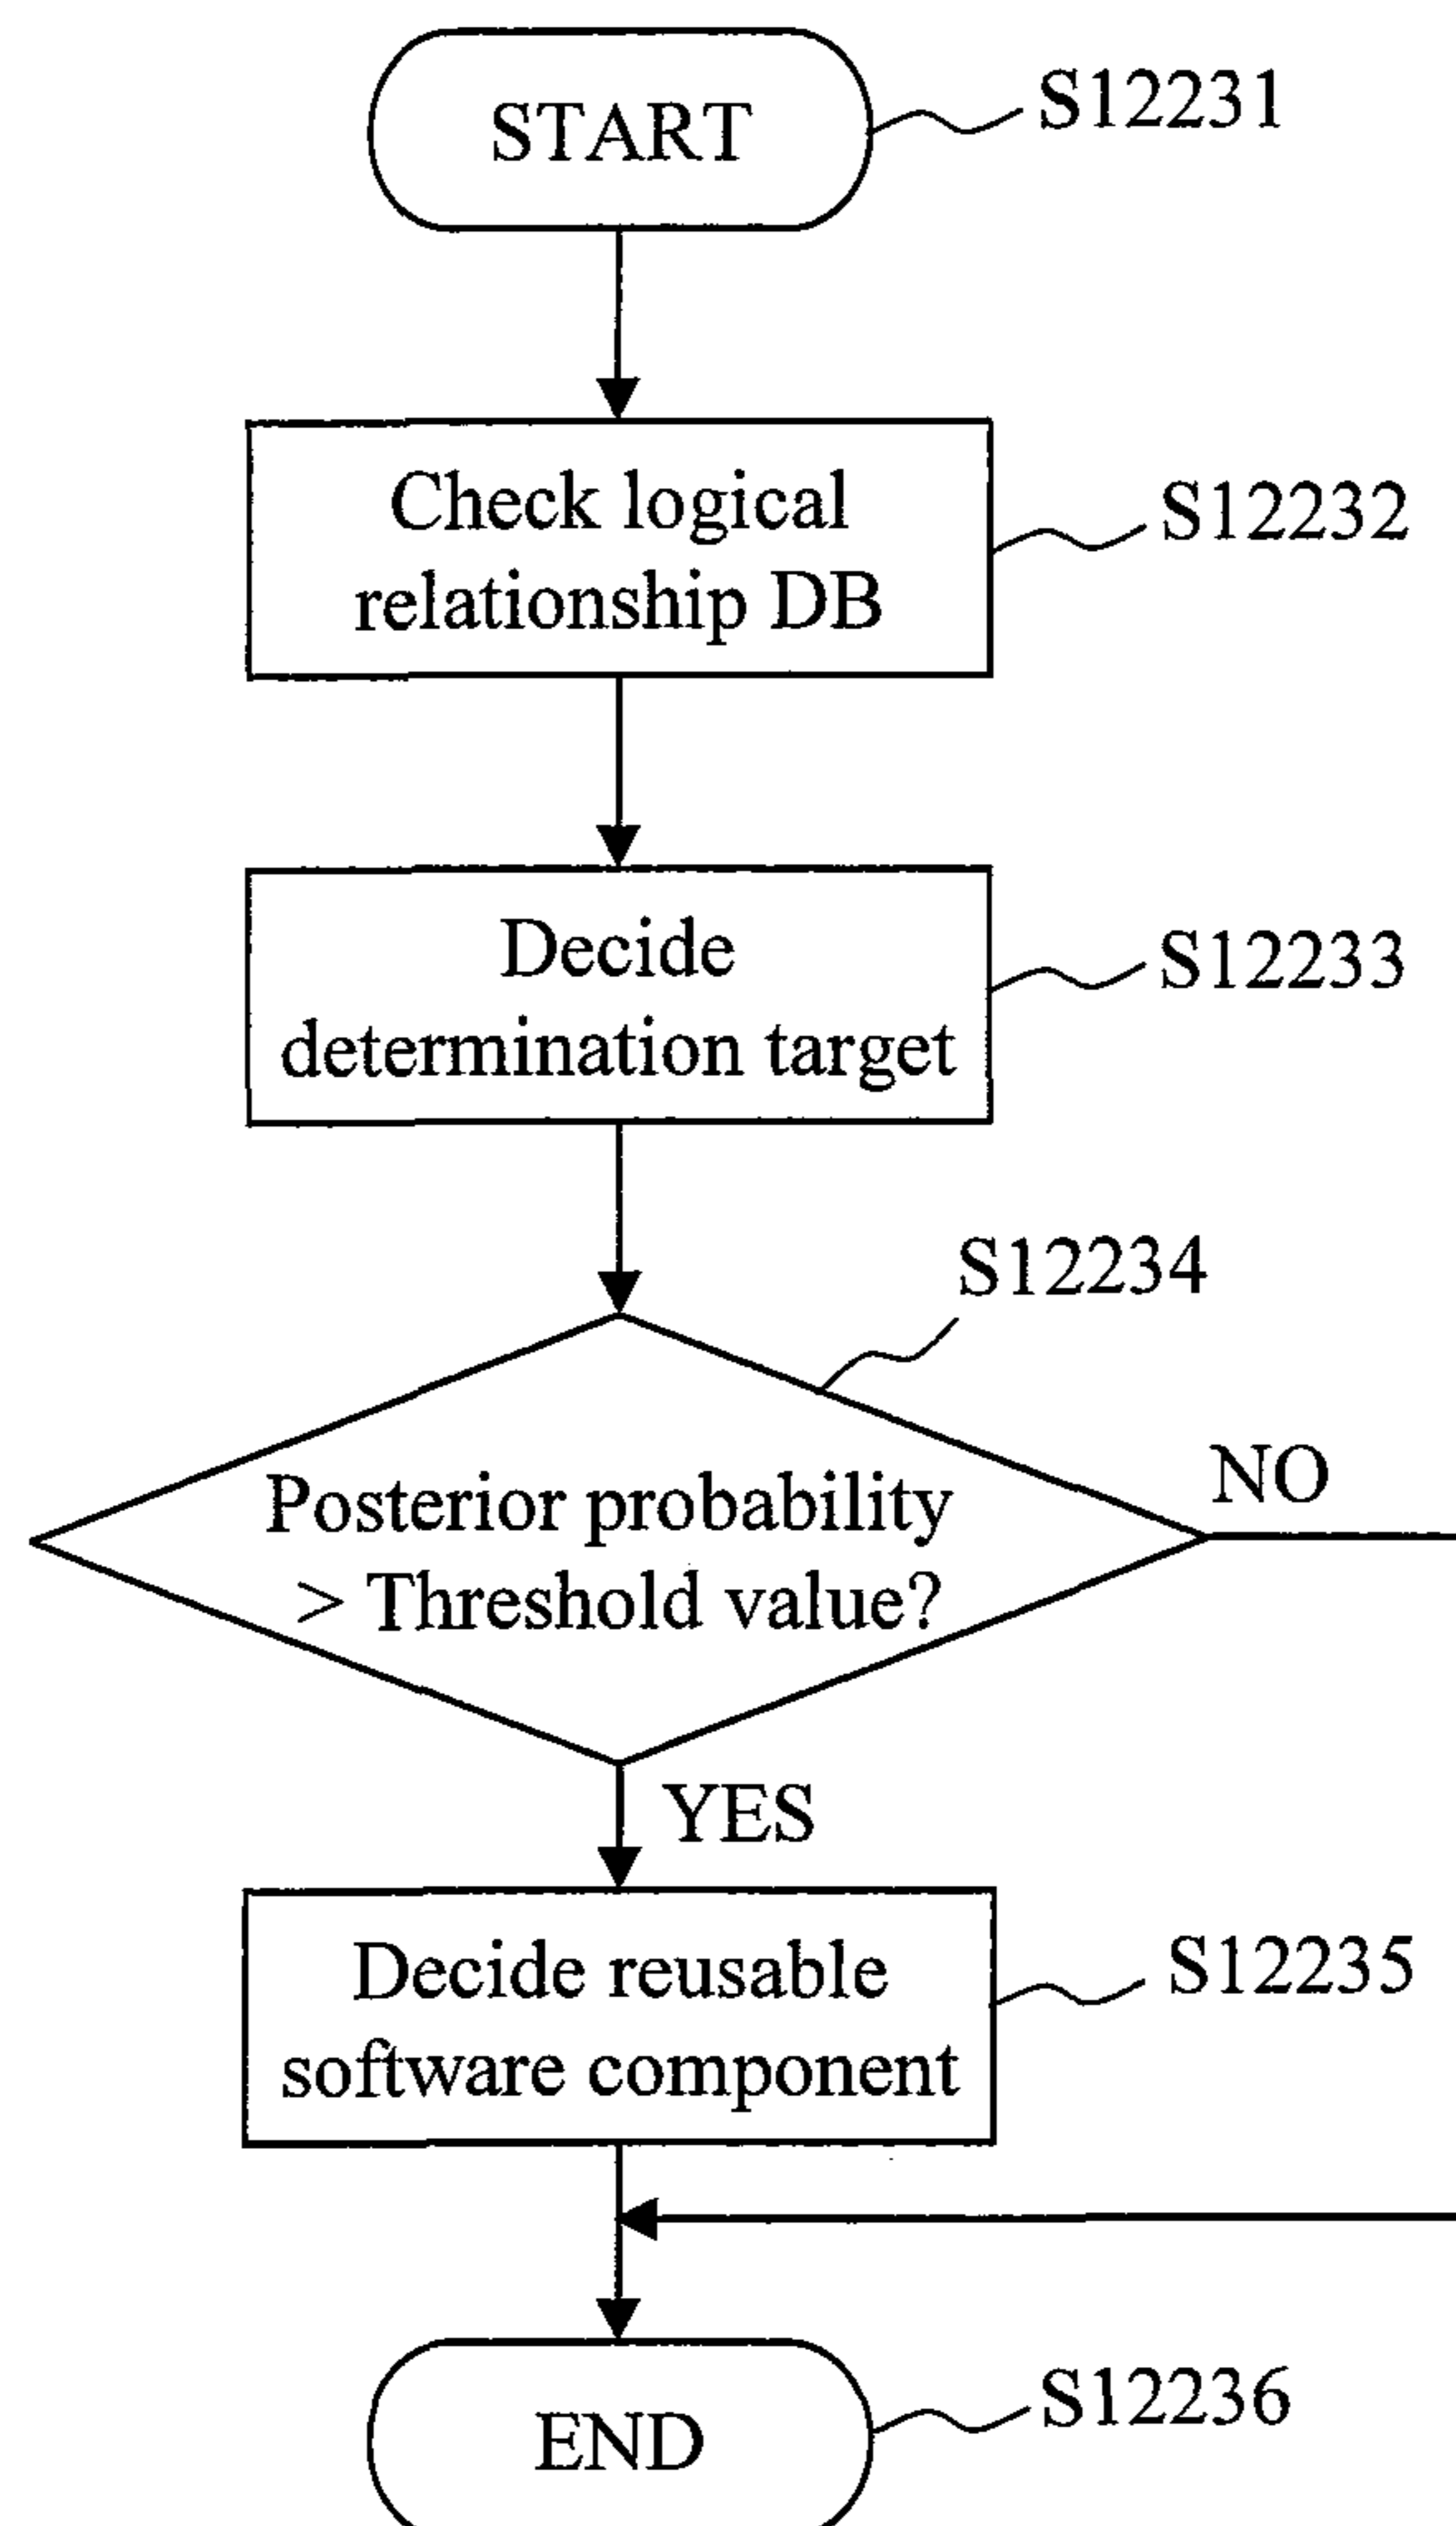 START
S12231
Check logical
relationship DB
S12232
Decide
determination target
S12233
S12234
Posterior probability
> Threshold value?
NO
YES
Decide reusable
software component
S12235
END
S12236